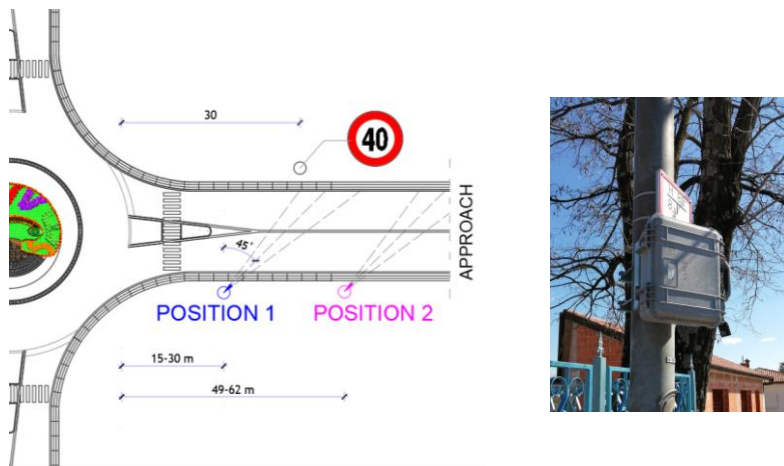 30
40
APPROACH
45°
POSITION 1
POSITION 2
15-30 m
49-62 m